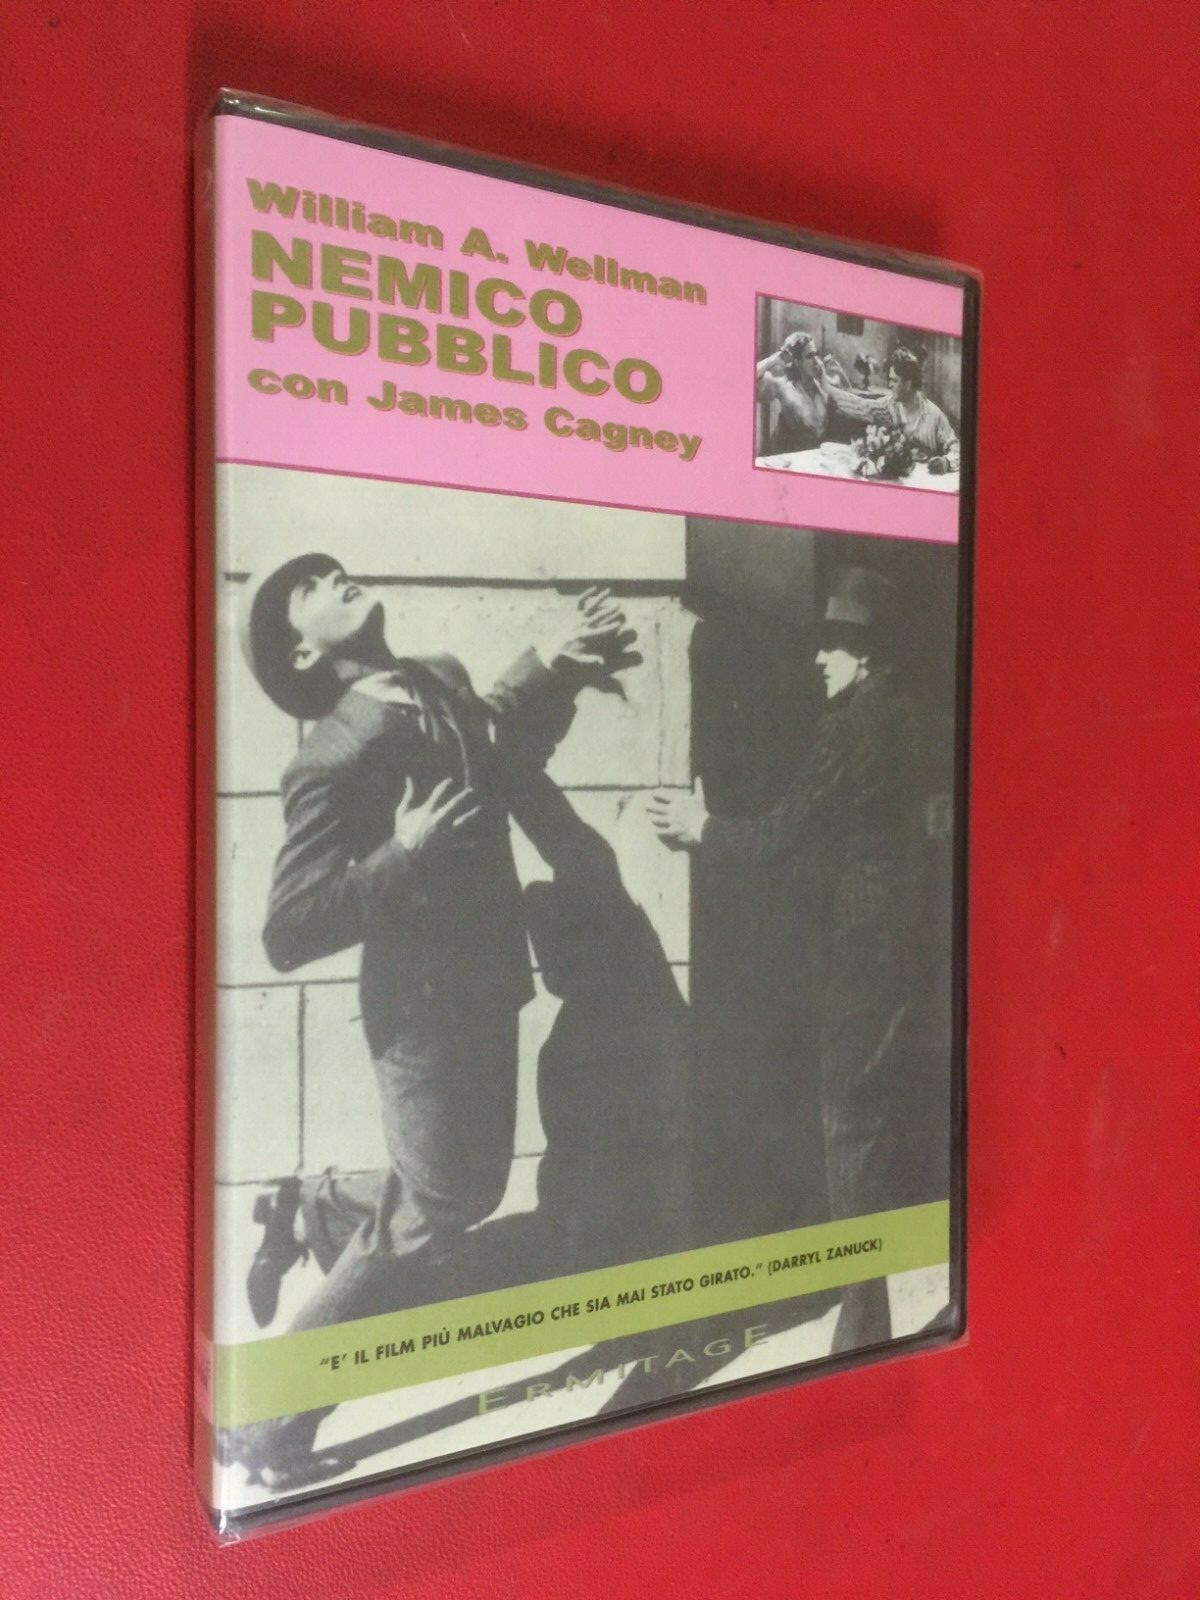 William A. Wellman
NEMICO
PUBBLICO
con James Cagney
"E' IL FILM PIÙ MALVAGIO CHE SIA MAI STATO GIRATO." (DARRYL ZANUCK)
ERMITAGE